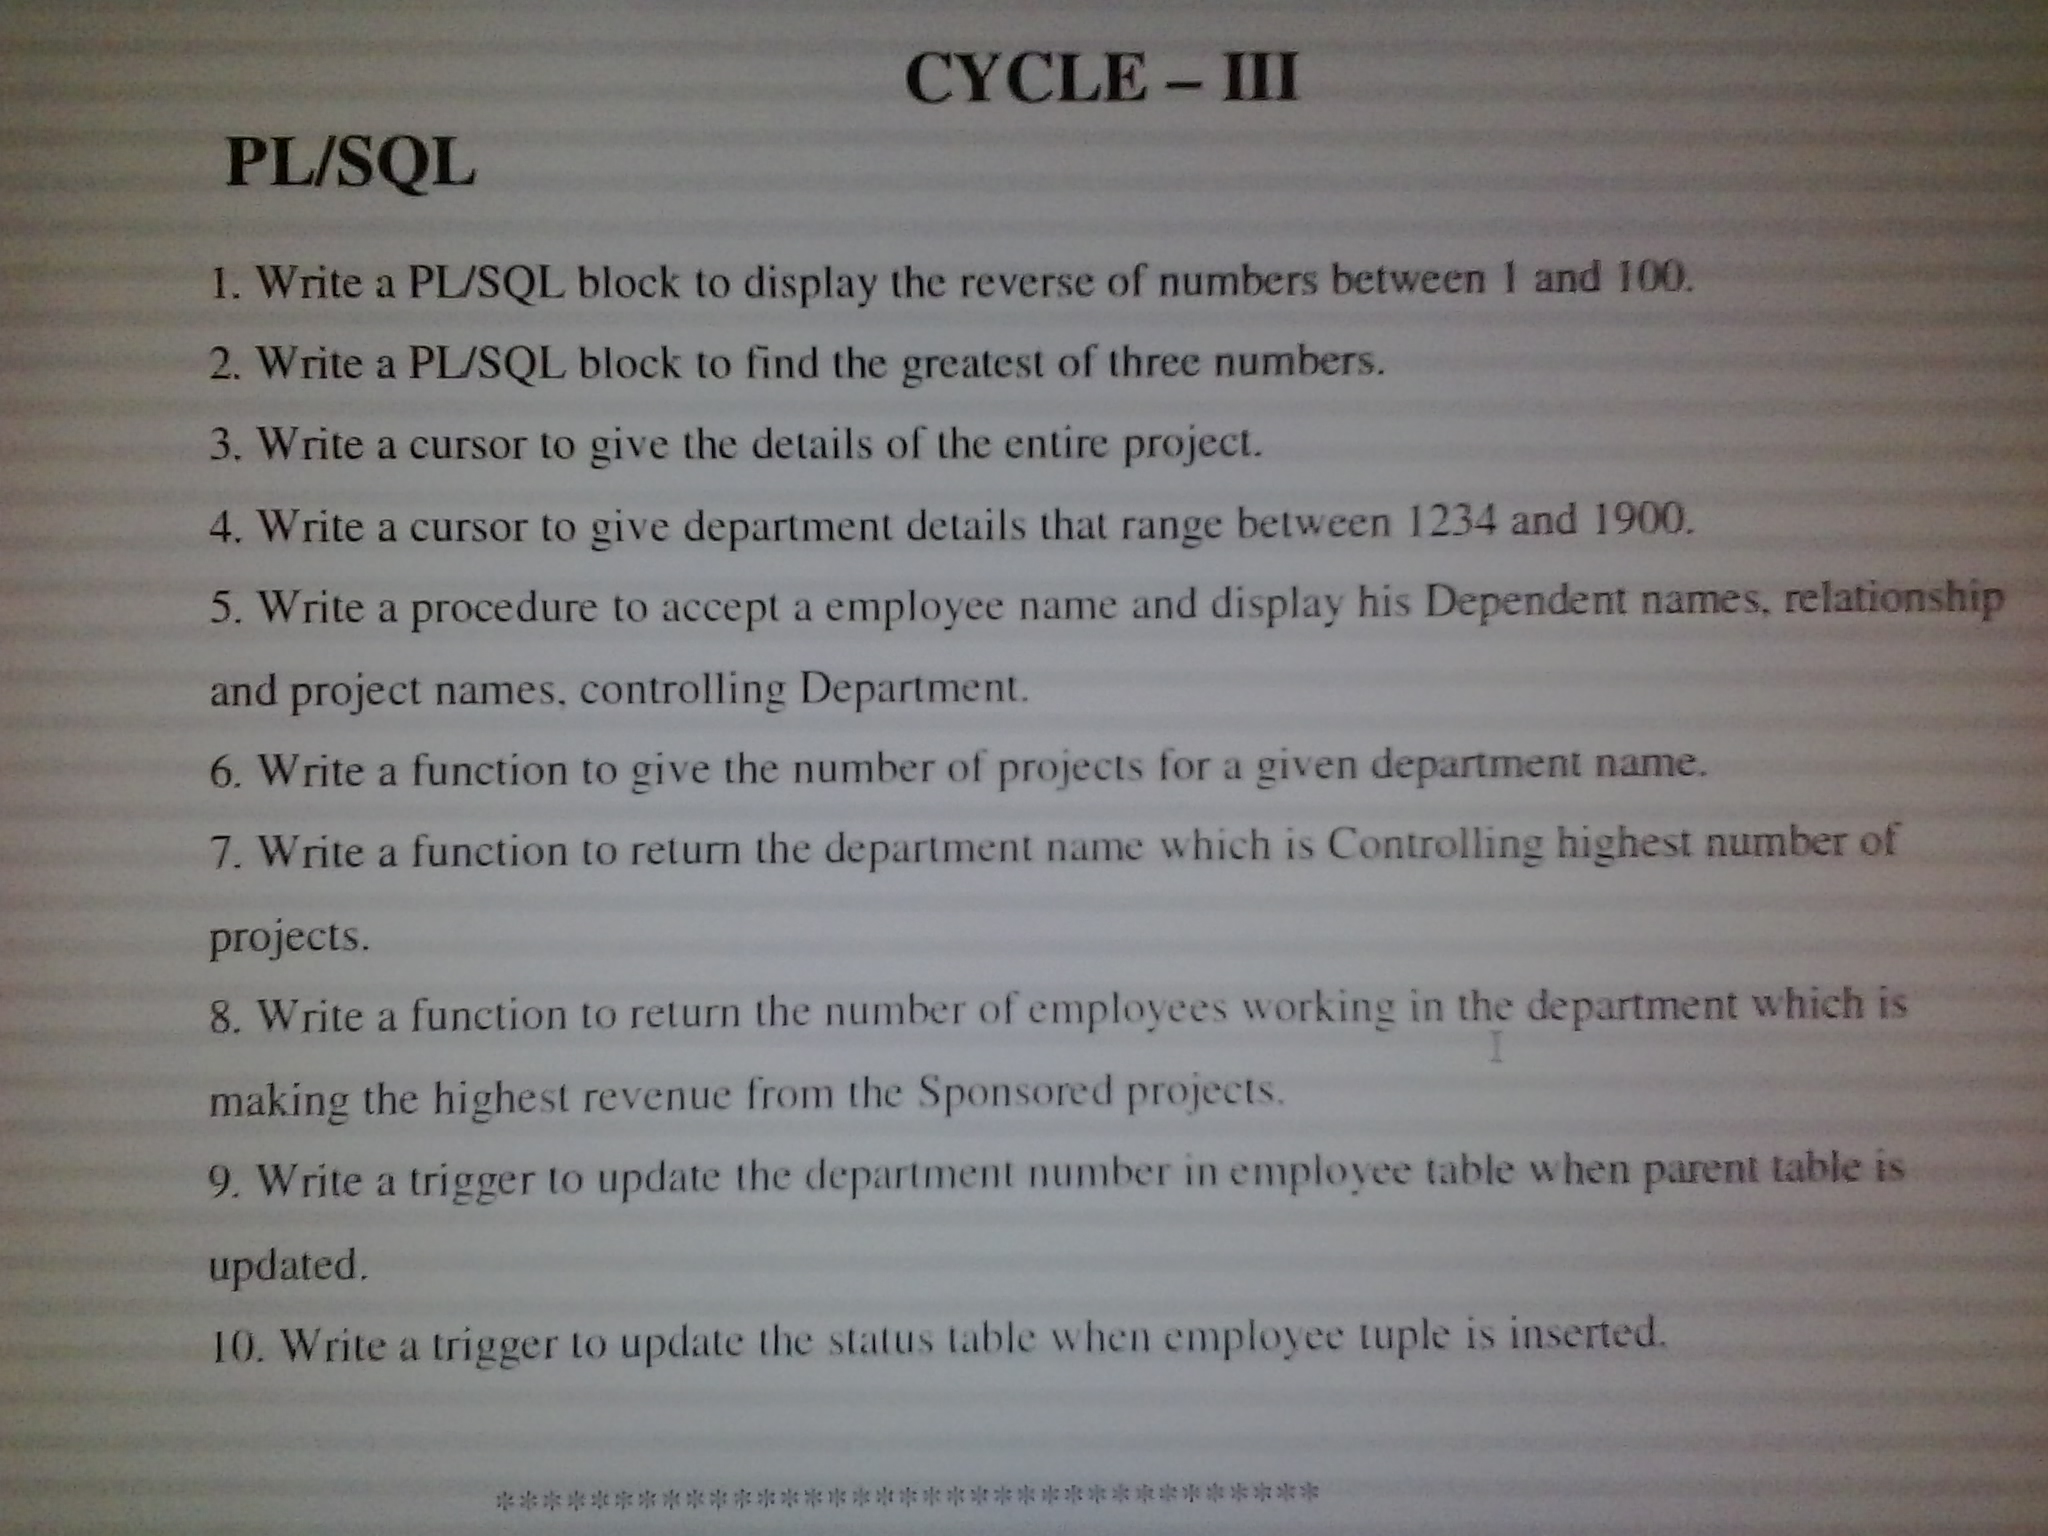 CYCLE – III
PL/SQL
1. Write a PL/SQL block to display the reverse of numbers between 1 and 100.
2. Write a PL/SQL block to find the greatest of three numbers.
3. Write a cursor to give the details of the entire project.
4. Write a cursor to give department details that range between 1234 and 1900.
5. Write a procedure to accept a employee name and display his Dependent names, relationship
and project names, controlling Department.
6. Write a function to give the number of projects for a given department name.
7. Write a function to return the department name which is Controlling highest number of
projects.
8. Write a function to return the number of employees working in the department which is
making the highest revenue from the Sponsored projects.
9. Write a trigger to update the department number in employee table when parent table is
updated.
10. Write a trigger to update the status table when employee tuple is inserted.
***********************************